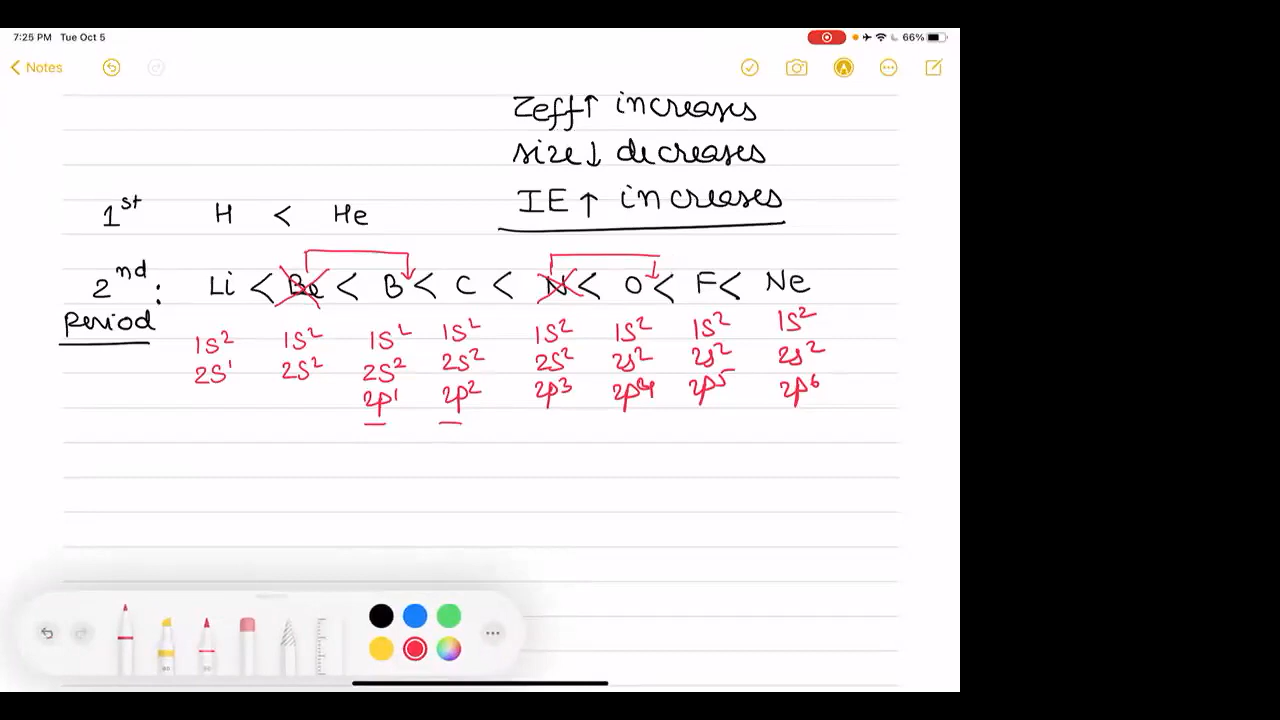 7:25 PM Tue Oct 5
66%
Notes
Zeff↑ increases
size↓ decreases
IE↑ increases
1st H < He
2nd Li < Be < B < C < N < O < F < Ne
Period:
1S² 1S² 1S² 1S² 1S² 1S² 1S² 1S²
2S¹ 2S² 2S² 2S² 2S² 2S² 2S² 2S²
2p¹ 2p² 2p³ 2p⁴ 2p⁵ 2p⁶